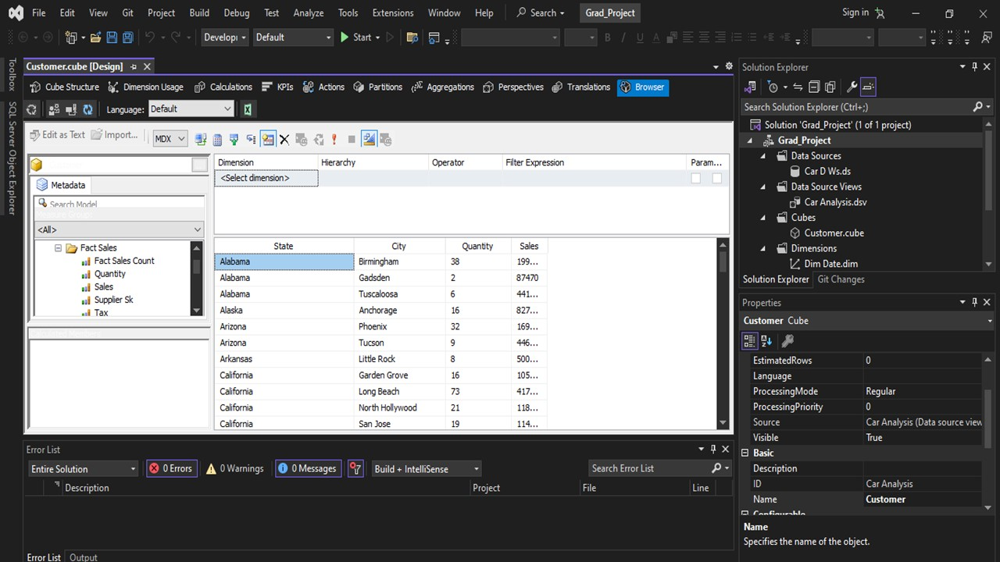 File Edit View Git Project Build Debug Test Analyze Tools Extensions Window Help Search Grad_Project Sign in
Develop Default Start
Customer.cube [Design]
Cube Structure Dimension Usage Calculations KPIs Actions Partitions Aggregations Perspectives Translations Browser
Language: Default
Edit as Text Import... MDX
Toolbox
SQL Server Object Explorer
Metadata
Search Model
<All>
Fact Sales
Fact Sales Count
Quantity
Sales
Supplier Sk
Tax
Dimension Hierarchy Operator Filter Expression Param...
<Select dimension>
State City Quantity Sales
Alabama Birmingham 38 199...
Alabama Gadsden 2 87470
Alabama Tuscaloosa 6 441...
Alaska Anchorage 16 827...
Arizona Phoenix 32 169...
Arizona Tucson 9 446...
Arkansas Little Rock 8 500...
California Garden Grove 16 105...
California Long Beach 73 417...
California North Hollywood 21 118...
California San Jose 19 114...
Error List
Entire Solution 0 Errors 0 Warnings 0 Messages Build + IntelliSense Search Error List
Description Project File Line
Error List Output
Solution Explorer
Search Solution Explorer (Ctrl+;)
Solution 'Grad_Project' (1 of 1 project)
Grad_Project
Data Sources
Car D Ws.ds
Data Source Views
Car Analysis.dsv
Cubes
Customer.cube
Dimensions
Dim Date.dim
Solution Explorer Git Changes
Properties
Customer Cube
EstimatedRows 0
Language
ProcessingMode Regular
ProcessingPriority 0
Source Car Analysis (Data source view
Visible True
Basic
Description
ID Car Analysis
Name Customer
Configurable
Name
Specifies the name of the object.